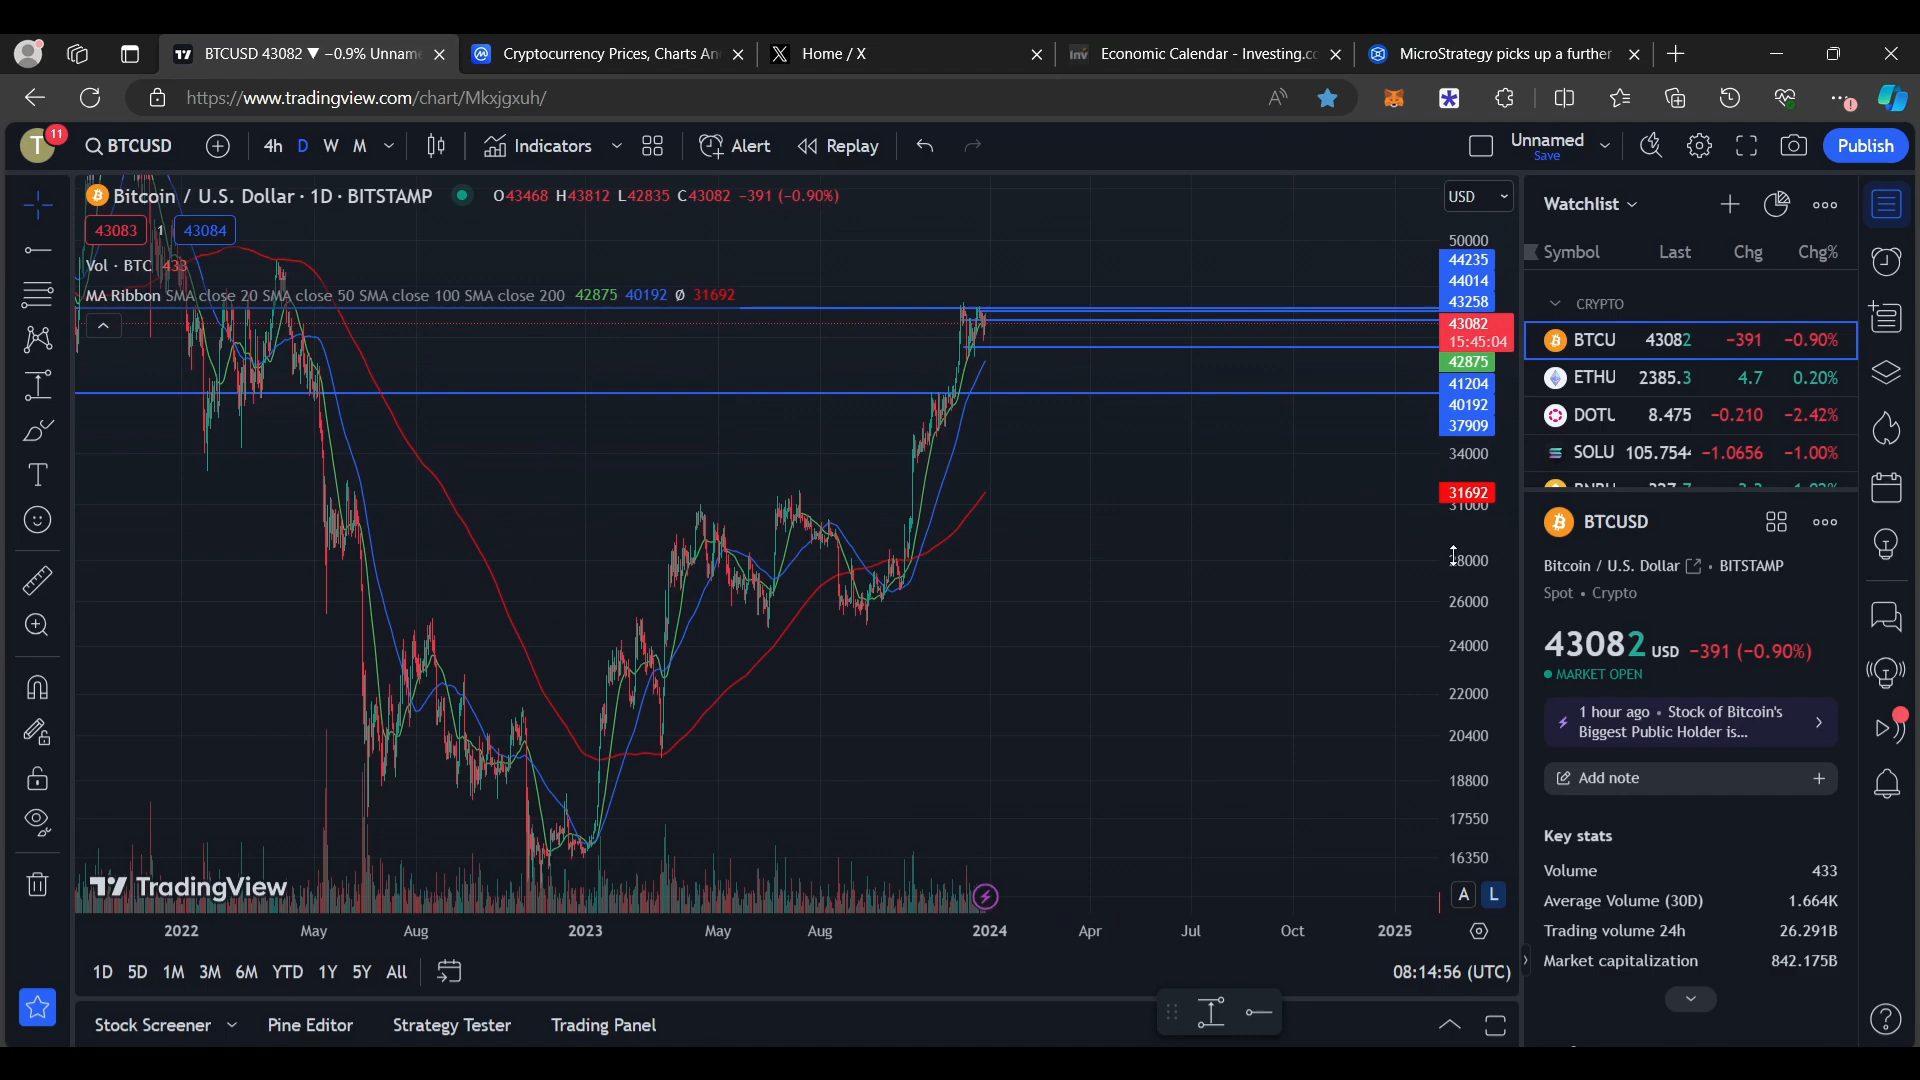 BTCUSD 43082 ▼ −0.9% Unname
Cryptocurrency Prices, Charts An
Home / X
Inv
Economic Calendar - Investing.co
MicroStrategy picks up a further
https://www.tradingview.com/chart/Mkxjgxuh/
T 11
BTCUSD
4h D W M
Indicators
Alert
Replay
Unnamed
Save
Publish
Bitcoin / U.S. Dollar · 1D · BITSTAMP
O43468 H43812 L42835 C43082 −391 (−0.90%)
43083 1 43084
Vol · BTC 433
MA Ribbon SMA close 20 SMA close 50 SMA close 100 SMA close 200 42875 40192 Ø 31692
USD
50000
44235
44014
43258
43082
15:45:04
42875
41204
40192
37909
34000
31692
31000
28000
26000
24000
22000
20400
18800
17550
16350
A L
TradingView
2022 May Aug 2023 May Aug 2024 Apr Jul Oct 2025
1D 5D 1M 3M 6M YTD 1Y 5Y All
08:14:56 (UTC)
Stock Screener
Pine Editor
Strategy Tester
Trading Panel
Watchlist
Symbol Last Chg Chg%
CRYPTO
BTCU 43082 −391 −0.90%
ETHU 2385.3 4.7 0.20%
DOTU 8.475 −0.210 −2.42%
SOLU 105.754 −1.0656 −1.00%
BTCUSD
Bitcoin / U.S. Dollar • BITSTAMP
Spot • Crypto
43082 USD −391 (−0.90%)
MARKET OPEN
1 hour ago • Stock of Bitcoin's
Biggest Public Holder is...
Add note
Key stats
Volume 433
Average Volume (30D) 1.664K
Trading volume 24h 26.291B
Market capitalization 842.175B